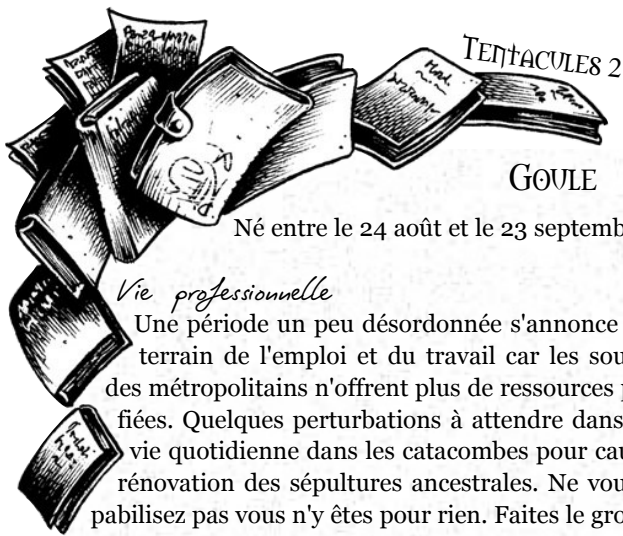 TENTACULES 2
GOULE
Né entre le 24 août et le 23 septemb
Vie professionnelle
Une période un peu désordonnée s'annonce
terrain de l'emploi et du travail car les sou
des métropolitains n'offrent plus de ressources p
fiées. Quelques perturbations à attendre dans
vie quotidienne dans les catacombes pour cau
rénovation des sépultures ancestrales. Ne vou
pabilisez pas vous n'y êtes pour rien. Faites le gro